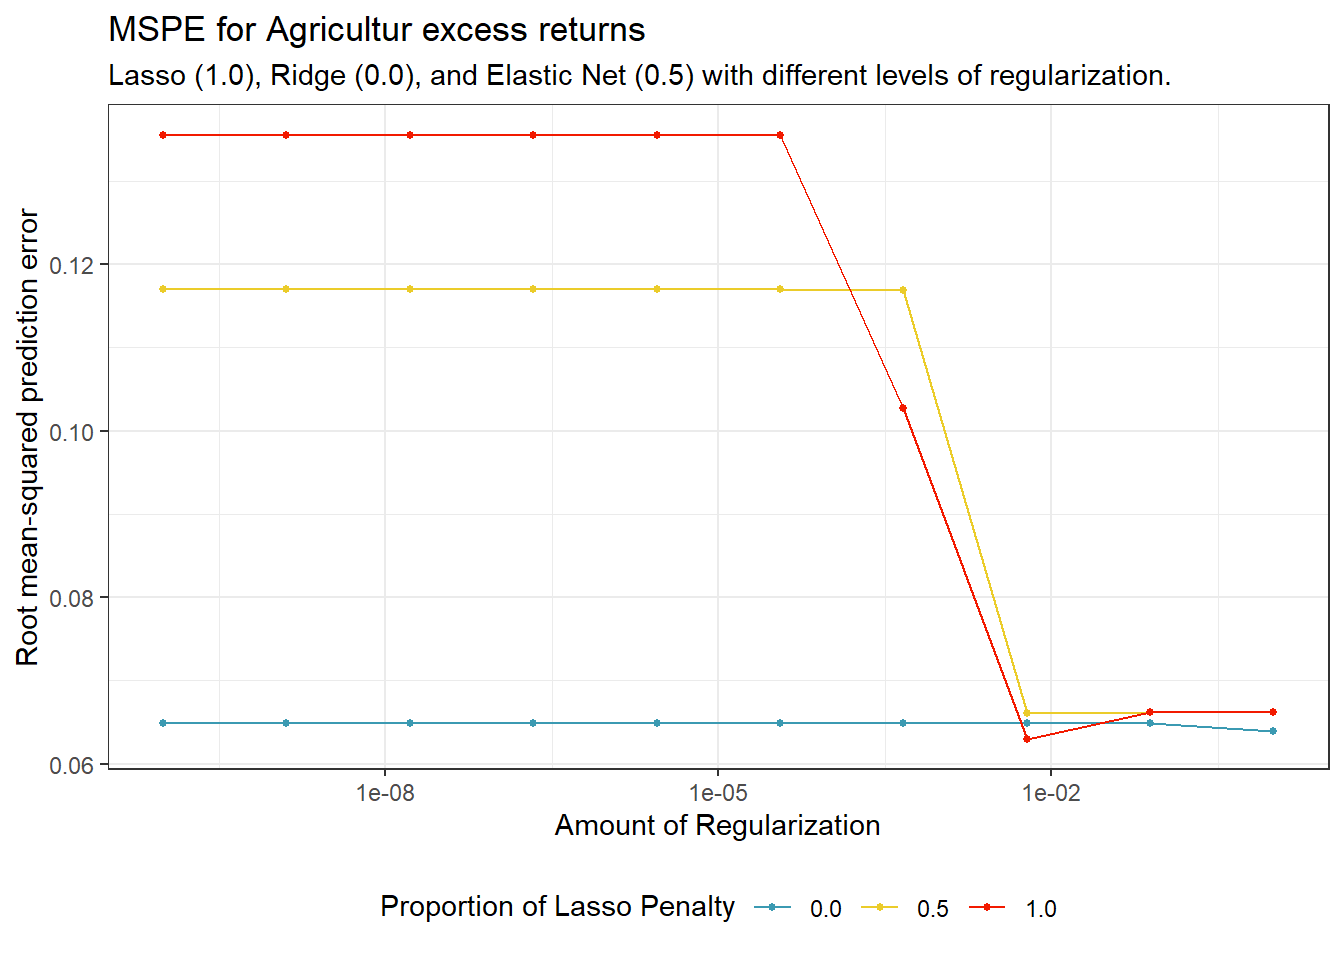 MSPE for Agricultur excess returns
Lasso (1.0), Ridge (0.0), and Elastic Net (0.5) with different levels of regularization.
Root mean-squared prediction error
0.12
0.10
0.08
0.06
1e-08 1e-05 1e-02
Amount of Regularization
Proportion of Lasso Penalty 0.0 0.5 1.0